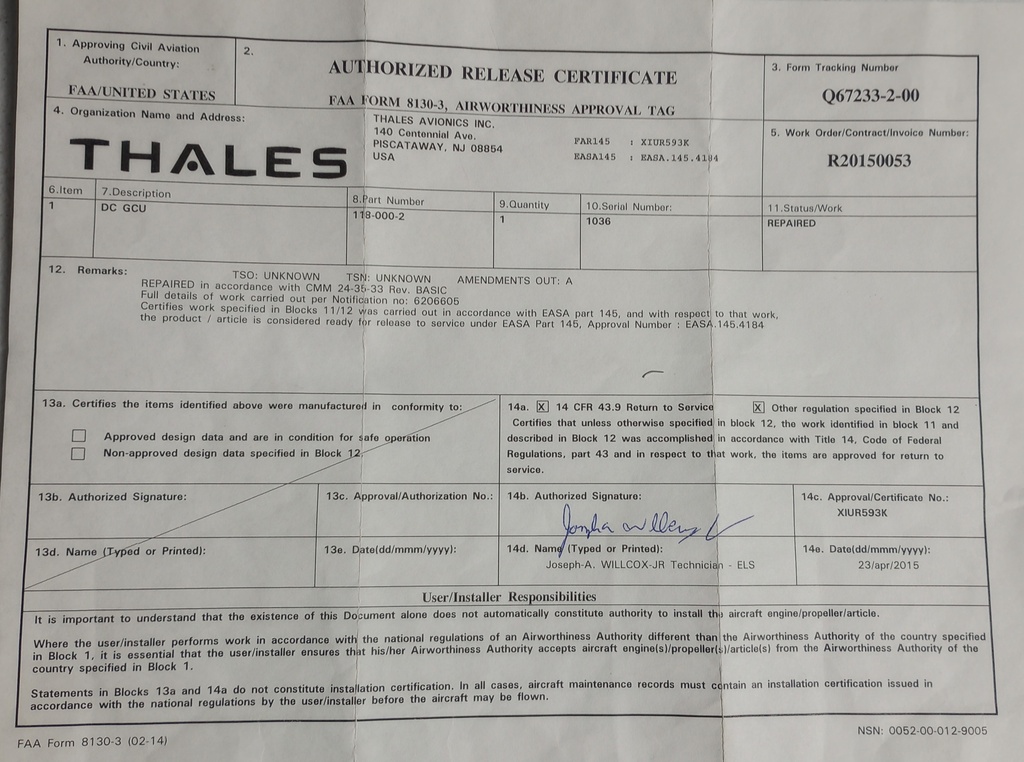 1. Approving Civil Aviation
Authority/Country:
FAA/UNITED STATES
2.
AUTHORIZED RELEASE CERTIFICATE
FAA FORM 8130-3, AIRWORTHINESS APPROVAL TAG
3. Form Tracking Number
Q67233-2-00
4. Organization Name and Address:
THALES
THALES AVIONICS INC.
140 Centennial Ave.
PISCATAWAY, NJ 08854
USA
FAR145 : XIUR593K
EASA145 : EASA.145.4184
5. Work Order/Contract/Invoice Number:
R20150053
6.Item
7.Description
8.Part Number
9.Quantity
10.Serial Number:
11.Status/Work
1
DC GCU
118-000-2
1
1036
REPAIRED
12. Remarks:
TSO: UNKNOWN TSN: UNKNOWN AMENDMENTS OUT: A
REPAIRED in accordance with CMM 24-35-33 Rev. BASIC
Full details of work carried out per Notification no: 6206605
Certifies work specified in Blocks 11/12 was carried out in accordance with EASA part 145, and with respect to that work,
the product / article is considered ready for release to service under EASA Part 145, Approval Number : EASA.145.4184
13a. Certifies the items identified above were manufactured in conformity to:
Approved design data and are in condition for safe operation
Non-approved design data specified in Block 12.
14a. X 14 CFR 43.9 Return to Service X Other regulation specified in Block 12
Certifies that unless otherwise specified in block 12, the work identified in block 11 and
described in Block 12 was accomplished in accordance with Title 14, Code of Federal
Regulations, part 43 and in respect to that work, the items are approved for return to
service.
13b. Authorized Signature:
13c. Approval/Authorization No.:
14b. Authorized Signature:
14c. Approval/Certificate No.:
XIUR593K
13d. Name (Typed or Printed):
13e. Date(dd/mmm/yyyy):
14d. Name (Typed or Printed):
Joseph-A. WILLCOX-JR Technician - ELS
14e. Date(dd/mmm/yyyy):
23/apr/2015
User/Installer Responsibilities
It is important to understand that the existence of this Document alone does not automatically constitute authority to install the aircraft engine/propeller/article.
Where the user/installer performs work in accordance with the national regulations of an Airworthiness Authority different than the Airworthiness Authority of the country specified
in Block 1, it is essential that the user/installer ensures that his/her Airworthiness Authority accepts aircraft engine(s)/propeller(s)/article(s) from the Airworthiness Authority of the
country specified in Block 1.
Statements in Blocks 13a and 14a do not constitute installation certification. In all cases, aircraft maintenance records must contain an installation certification issued in
accordance with the national regulations by the user/installer before the aircraft may be flown.
FAA Form 8130-3 (02-14)
NSN: 0052-00-012-9005